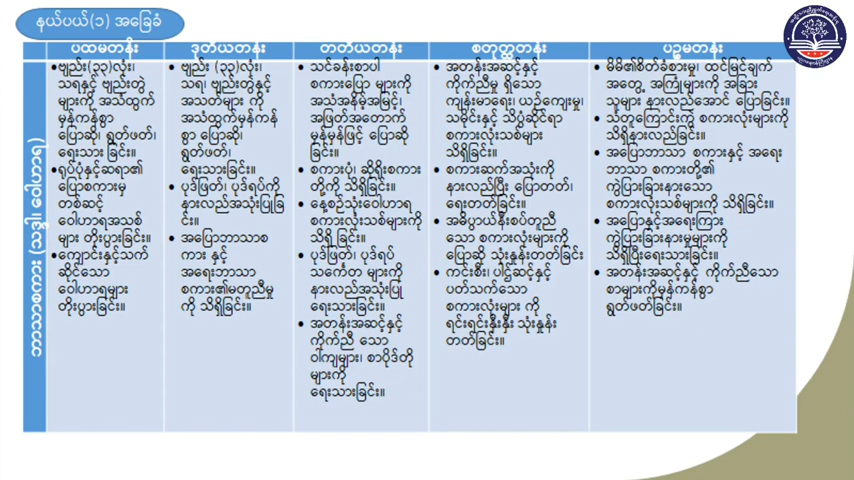 နယ်ပယ်(၁) အခြေခံ
ပထမတန်း
ဒုတိယတန်း
တတိယတန်း
စတုတ္ထတန်း
ပဉ္စမတန်း
•ဗျည်း(၃၃)လုံး၊
သရနှင့် ဗျည်းတွဲ
များကို အသံထွက်
မှန်ကန်စွာ
ပြောဆို၊ ရွတ်ဖတ်၊
ရေးသား ခြင်း။
•ရုပ်ပုံနှင့်ဆရာ၏
ပြောစကားမှ
တစ်ဆင့်
ဝေါဟာရအသစ်
များ တိုးပွားခြင်း။
•ကျောင်းနှင့်သက်
ဆိုင်သော
ဝေါဟာရများ
တိုးပွားခြင်း။
• ဗျည်း (၃၃)လုံး၊
သရ၊ ဗျည်းတွဲနှင့်
အသတ်များ ကို
အသံထွက်မှန်ကန်
စွာ ပြောဆို၊
ရွတ်ဖတ်၊
ရေးသားခြင်း။
• ပုဒ်ဖြတ်၊ ပုဒ်ရပ်ကို
နားလည်အသုံးပြုခြ
င်း။
• အပြောဘာသာစ
ကား နှင့်
အရေးဘာသာ
စကား၏မတူညီမှု
ကို သိရှိခြင်း။
• သင်ခန်းစာပါ
စကားပြော များကို
အသံအနိမ့်အမြင့်၊
အဖြတ်အတောက်
မှန်မှန်ဖြင့် ပြောဆို
ခြင်း။
• စကားပုံ၊ ဆိုရိုးစကား
တို့ကို သိရှိခြင်း။
• နေ့စဉ်သုံးဝေါဟာရ
စကားလုံးသစ်များကို
သိရှိ ခြင်း။
• ပုဒ်ဖြတ်၊ ပုဒ်ရပ်
သင်္ကေတ များကို
နားလည်အသုံးပြု
ရေးသားခြင်း။
• အတန်းအဆင့်နှင့်
ကိုက်ညီ သော
ဝါကျများ၊ စာပိုဒ်တို
များကို
ရေးသားခြင်း။
• အတန်းအဆင့်နှင့်
ကိုက်ညီမှု ရှိသော
ကျန်းမာရေး၊ ယဉ်ကျေးမှု၊
သမိုင်းနှင့် သိပ္ပံဆိုင်ရာ
စကားလုံးသစ်များ
သိရှိခြင်း။
• စကားဆက်အသုံးကို
နားလည်ပြီး ပြောတတ်၊
ရေးတတ်ခြင်း။
• အဓိပ္ပာယ်နီးစပ်တူညီ
သော စကားလုံးများကို
ပြောဆို သုံးနှုန်းတတ်ခြင်း
• ကင်းစီး၊ ပါဌ်ဆင့်နှင့်
ပတ်သက်သော
စကားလုံးများ ကို
ရင်းရင်းနှီးနှီး သုံးနှုန်း
တတ်ခြင်း။
• မိမိ၏စိတ်ခံစားမှု၊ ထင်မြင်ချက်
အတွေ့ အကြုံများကို အခြား
သူများ နားလည်အောင် ပြောခြင်း။
• သံတူကြောင်းကွဲ စကားလုံးများကို
သိရှိနားလည်ခြင်း။
• အပြောဘာသာ စကားနှင့် အရေး
ဘာသာ စကားတို့၏
ကွဲပြားခြားနားသော
စကားလုံးများကို သိရှိခြင်း။
• အပြောနှင့်အရေးကြား
ကွဲပြားခြားနားမှုများကို
သိရှိပြီးရေးသားခြင်း။
• အတန်းအဆင့်နှင့် ကိုက်ညီသော
စာများကိုမှန်ကန်စွာ
ရွတ်ဖတ်ခြင်း။